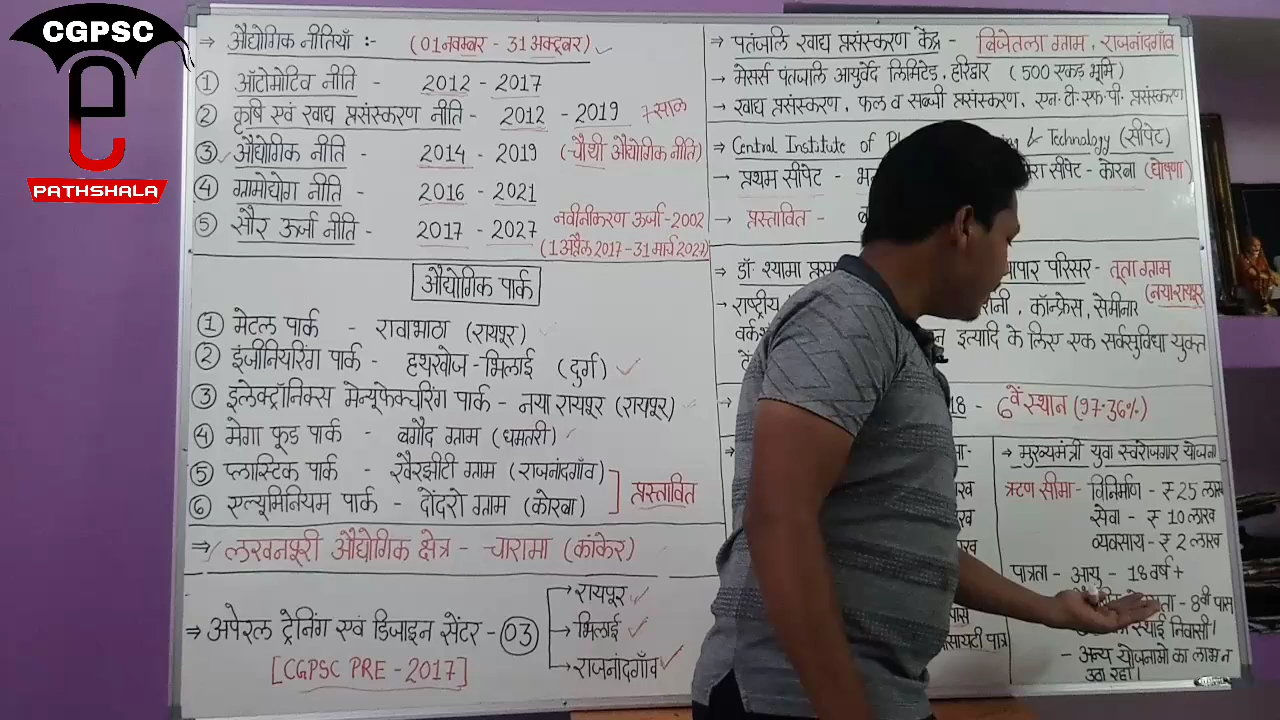 CGPSC
e
PATHSHALA
⇒ औद्योगिक नीतियाँ :- (01 नवम्बर - 31 अक्टूबर)
① ऑटोमोटिव नीति - 2012 - 2017
② कृषि एवं खाद्य प्रसंस्करण नीति - 2012 - 2019 7 साल
③ औद्योगिक नीति - 2014 - 2019 (चौथी औद्योगिक नीति)
④ ग्रामोद्योग नीति - 2016 - 2021
⑤ सौर ऊर्जा नीति - 2017 - 2027 नवीनीकरण ऊर्जा - 2002
(1 अप्रैल 2017 - 31 मार्च 2027)
औद्योगिक पार्क
① मेटल पार्क - रावाभाठा (रायपुर)
② इंजीनियरिंग पार्क - हथखोज - भिलाई (दुर्ग)
③ इलेक्ट्रॉनिक्स मेन्यूफेक्चरिंग पार्क - नया रायपुर (रायपुर)
④ मेगा फूड पार्क - बगौद ग्राम (धमतरी)
⑤ प्लास्टिक पार्क - खैरझीटी ग्राम (राजनांदगाँव)
⑥ एल्यूमिनियम पार्क - दोंदरो ग्राम (कोरबा)
प्रस्तावित
⇒ लखनपुरी औद्योगिक क्षेत्र - चारामा (कांकेर)
⇒ अपेरल ट्रेनिंग एवं डिजाइन सेंटर - 03
→ रायपुर
→ भिलाई
→ राजनांदगाँव
[CGPSC PRE - 2017]
⇒ पतंजलि खाद्य प्रसंस्करण केंद्र - बिजेतला ग्राम, राजनांदगाँव
→ मेसर्स पंतजलि आयुर्वेद लिमिटेड, हरिद्वार (500 एकड़ भूमि)
→ खाद्य प्रसंस्करण, फल व सब्जी प्रसंस्करण, एन.टी.एफ.पी. प्रसंस्करण
⇒ Central Institute of & Technology (सीपेट)
→ प्रथम सीपेट - सीपेट - कोरबा (घोषणा)
→ प्रस्तावित -
⇒ डॉ. श्यामा व्यापार परिसर - तूता ग्राम
(नया रायपुर)
→ राष्ट्रीय कॉन्फ्रेस, सेमीनार
इत्यादि के लिए एक सर्वसुविधा युक्त
18 - 6वें स्थान (97.36%)
→ मुख्यमंत्री युवा स्वरोजगार योजना
ऋण सीमा - विनिर्माण - ₹ 25 लाख
सेवा - ₹ 10 लाख
व्यवसाय - ₹ 2 लाख
पात्रता - आयु - 18 वर्ष +
- 8वीं पास
स्थाई निवासी।
- अन्य योजनाओं का लाभ न
उठा रहा।